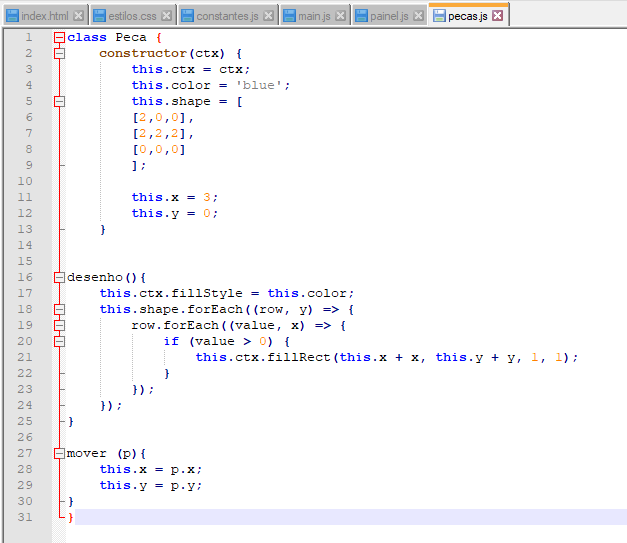 index.html estilos.css constantes.js main.js painel.js pecas.js
1 class Peca {
2 constructor(ctx) {
3 this.ctx = ctx;
4 this.color = 'blue';
5 this.shape = [
6 [2,0,0],
7 [2,2,2],
8 [0,0,0]
9 ];
10
11 this.x = 3;
12 this.y = 0;
13 }
14
15
16 desenho(){
17 this.ctx.fillStyle = this.color;
18 this.shape.forEach((row, y) => {
19 row.forEach((value, x) => {
20 if (value > 0) {
21 this.ctx.fillRect(this.x + x, this.y + y, 1, 1);
22 }
23 });
24 });
25 }
26
27 mover (p){
28 this.x = p.x;
29 this.y = p.y;
30 }
31 }